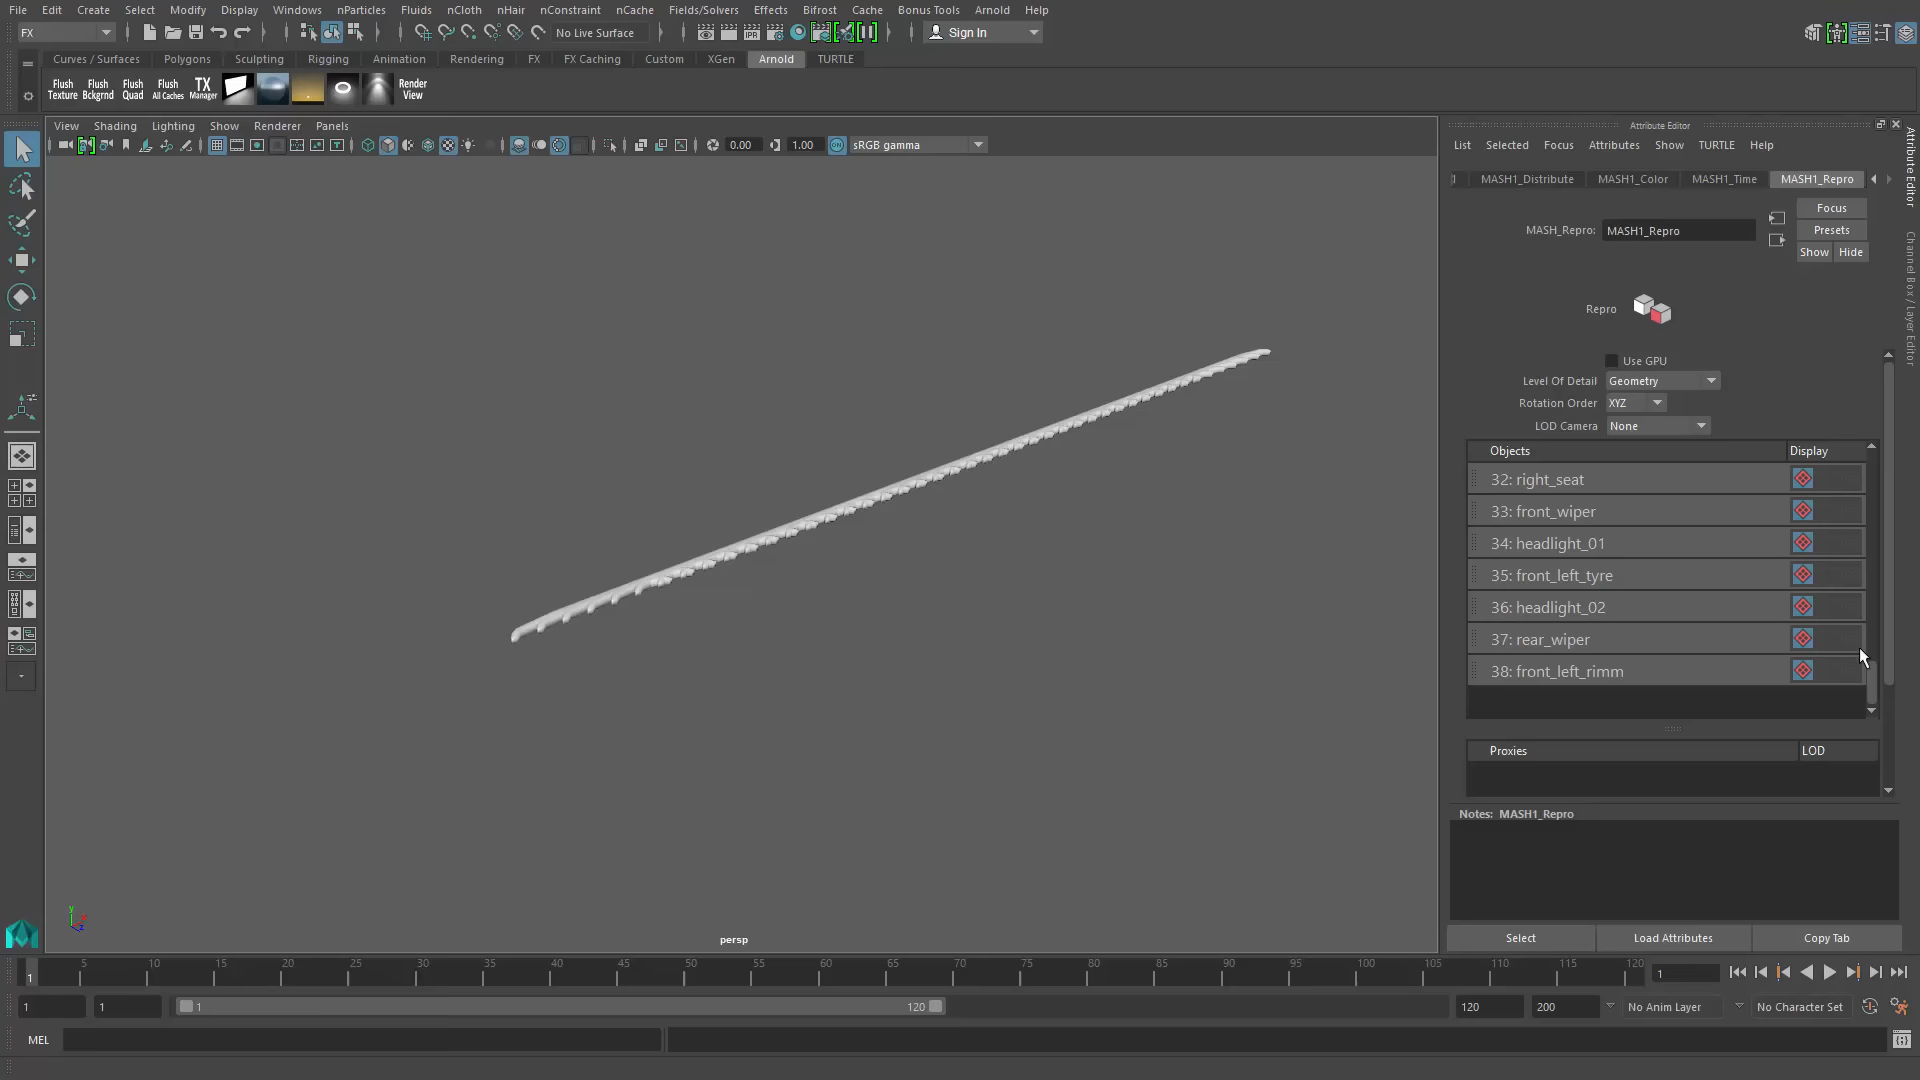 File Edit Create Select Modify Display Windows nParticles Fluids nCloth nHair nConstraint nCache Fields/Solvers Effects Bifrost Cache Bonus Tools Arnold Help
FX No Live Surface Sign In
Curves / Surfaces Polygons Sculpting Rigging Animation Rendering FX FX Caching Custom XGen Arnold TURTLE
Flush Texture Flush Bckgrnd Flush Quad Flush All Caches TX Manager Render View
View Shading Lighting Show Renderer Panels
0.00 1.00 sRGB gamma
persp
Attribute Editor
List Selected Focus Attributes Show TURTLE Help
MASH1_Distribute MASH1_Color MASH1_Time MASH1_Repro
Focus
MASH_Repro: MASH1_Repro Presets
Show Hide
Repro
Use GPU
Level Of Detail Geometry
Rotation Order XYZ
LOD Camera None
Objects Display
32: right_seat
33: front_wiper
34: headlight_01
35: front_left_tyre
36: headlight_02
37: rear_wiper
38: front_left_rimm
Proxies LOD
Notes: MASH1_Repro
Select Load Attributes Copy Tab
Attribute Editor
Channel Box / Layer Editor
y
x
z
5 10 15 20 25 30 35 40 45 50 55 60 65 70 75 80 85 90 95 100 105 110 115 120
1 1
1 1 1 120 120 200 No Anim Layer No Character Set
MEL